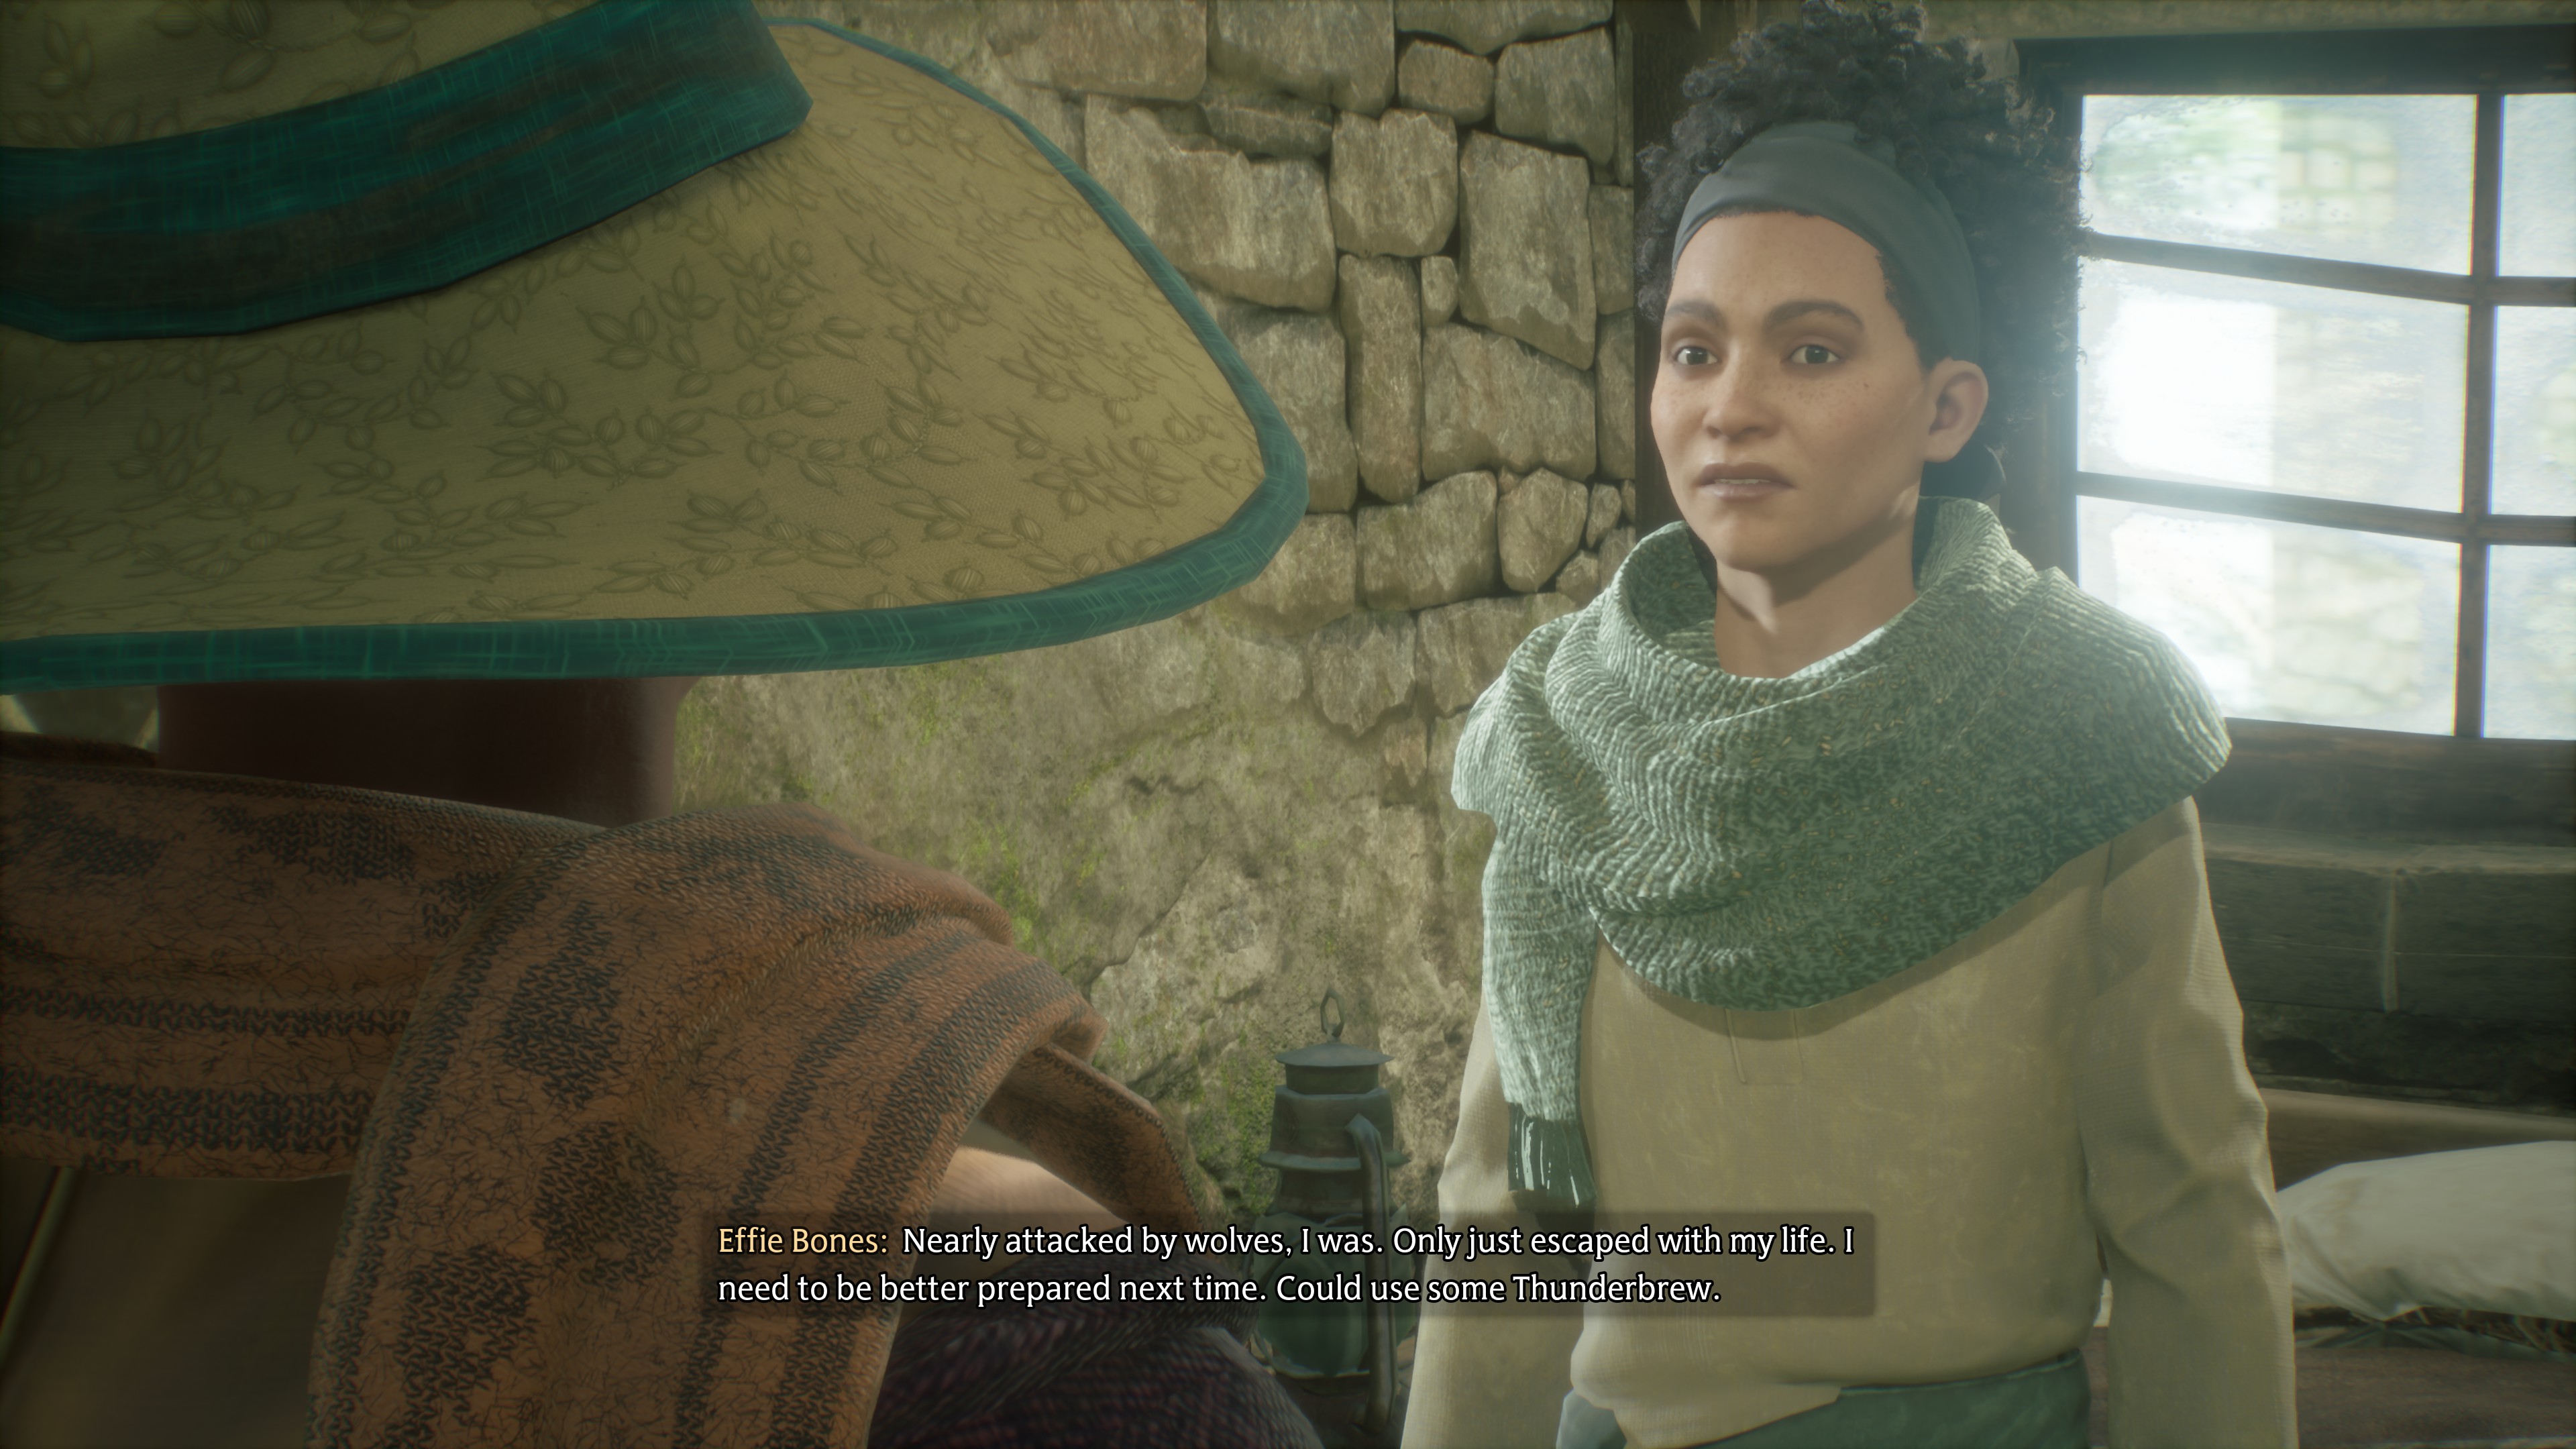 Effie Bones: Nearly attacked by wolves, I was. Only just escaped with my life. I
need to be better prepared next time. Could use some Thunderbrew.